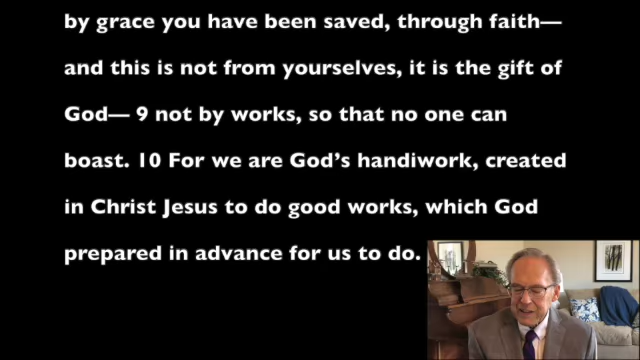 by grace you have been saved, through faith—
and this is not from yourselves, it is the gift of
God— 9 not by works, so that no one can
boast. 10 For we are God’s handiwork, created
in Christ Jesus to do good works, which God
prepared in advance for us to do.